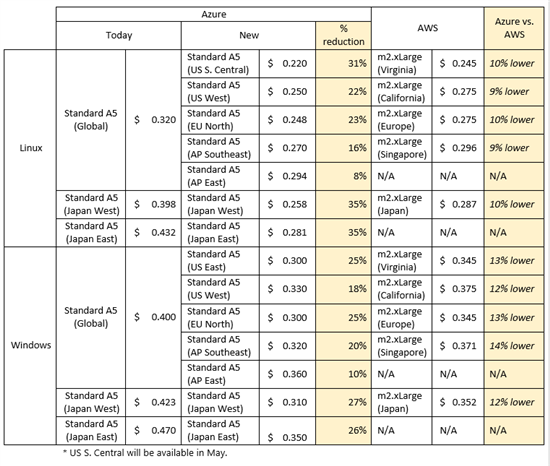 Azure
Today New % reduction AWS Azure vs. AWS
Linux
Standard A5 (Global) $ 0.320 Standard A5 (US S. Central) $ 0.220 31% m2.xLarge (Virginia) $ 0.245 10% lower
Standard A5 (US West) $ 0.250 22% m2.xLarge (California) $ 0.275 9% lower
Standard A5 (EU North) $ 0.248 23% m2.xLarge (Europe) $ 0.275 10% lower
Standard A5 (AP Southeast) $ 0.270 16% m2.xLarge (Singapore) $ 0.296 9% lower
Standard A5 (AP East) $ 0.294 8% N/A N/A N/A
Standard A5 (Japan West) $ 0.398 Standard A5 (Japan West) $ 0.258 35% m2.xLarge (Japan) $ 0.287 10% lower
Standard A5 (Japan East) $ 0.432 Standard A5 (Japan East) $ 0.281 35% N/A N/A N/A
Windows
Standard A5 (Global) $ 0.400 Standard A5 (US East) $ 0.300 25% m2.xLarge (Virginia) $ 0.345 13% lower
Standard A5 (US West) $ 0.330 18% m2.xLarge (California) $ 0.375 12% lower
Standard A5 (EU North) $ 0.300 25% m2.xLarge (Europe) $ 0.345 13% lower
Standard A5 (AP Southeast) $ 0.320 20% m2.xLarge (Singapore) $ 0.371 14% lower
Standard A5 (AP East) $ 0.360 10% N/A N/A N/A
Standard A5 (Japan West) $ 0.423 Standard A5 (Japan West) $ 0.310 27% m2.xLarge (Japan) $ 0.352 12% lower
Standard A5 (Japan East) $ 0.470 Standard A5 (Japan East) $ 0.350 26% N/A N/A N/A
* US S. Central will be available in May.